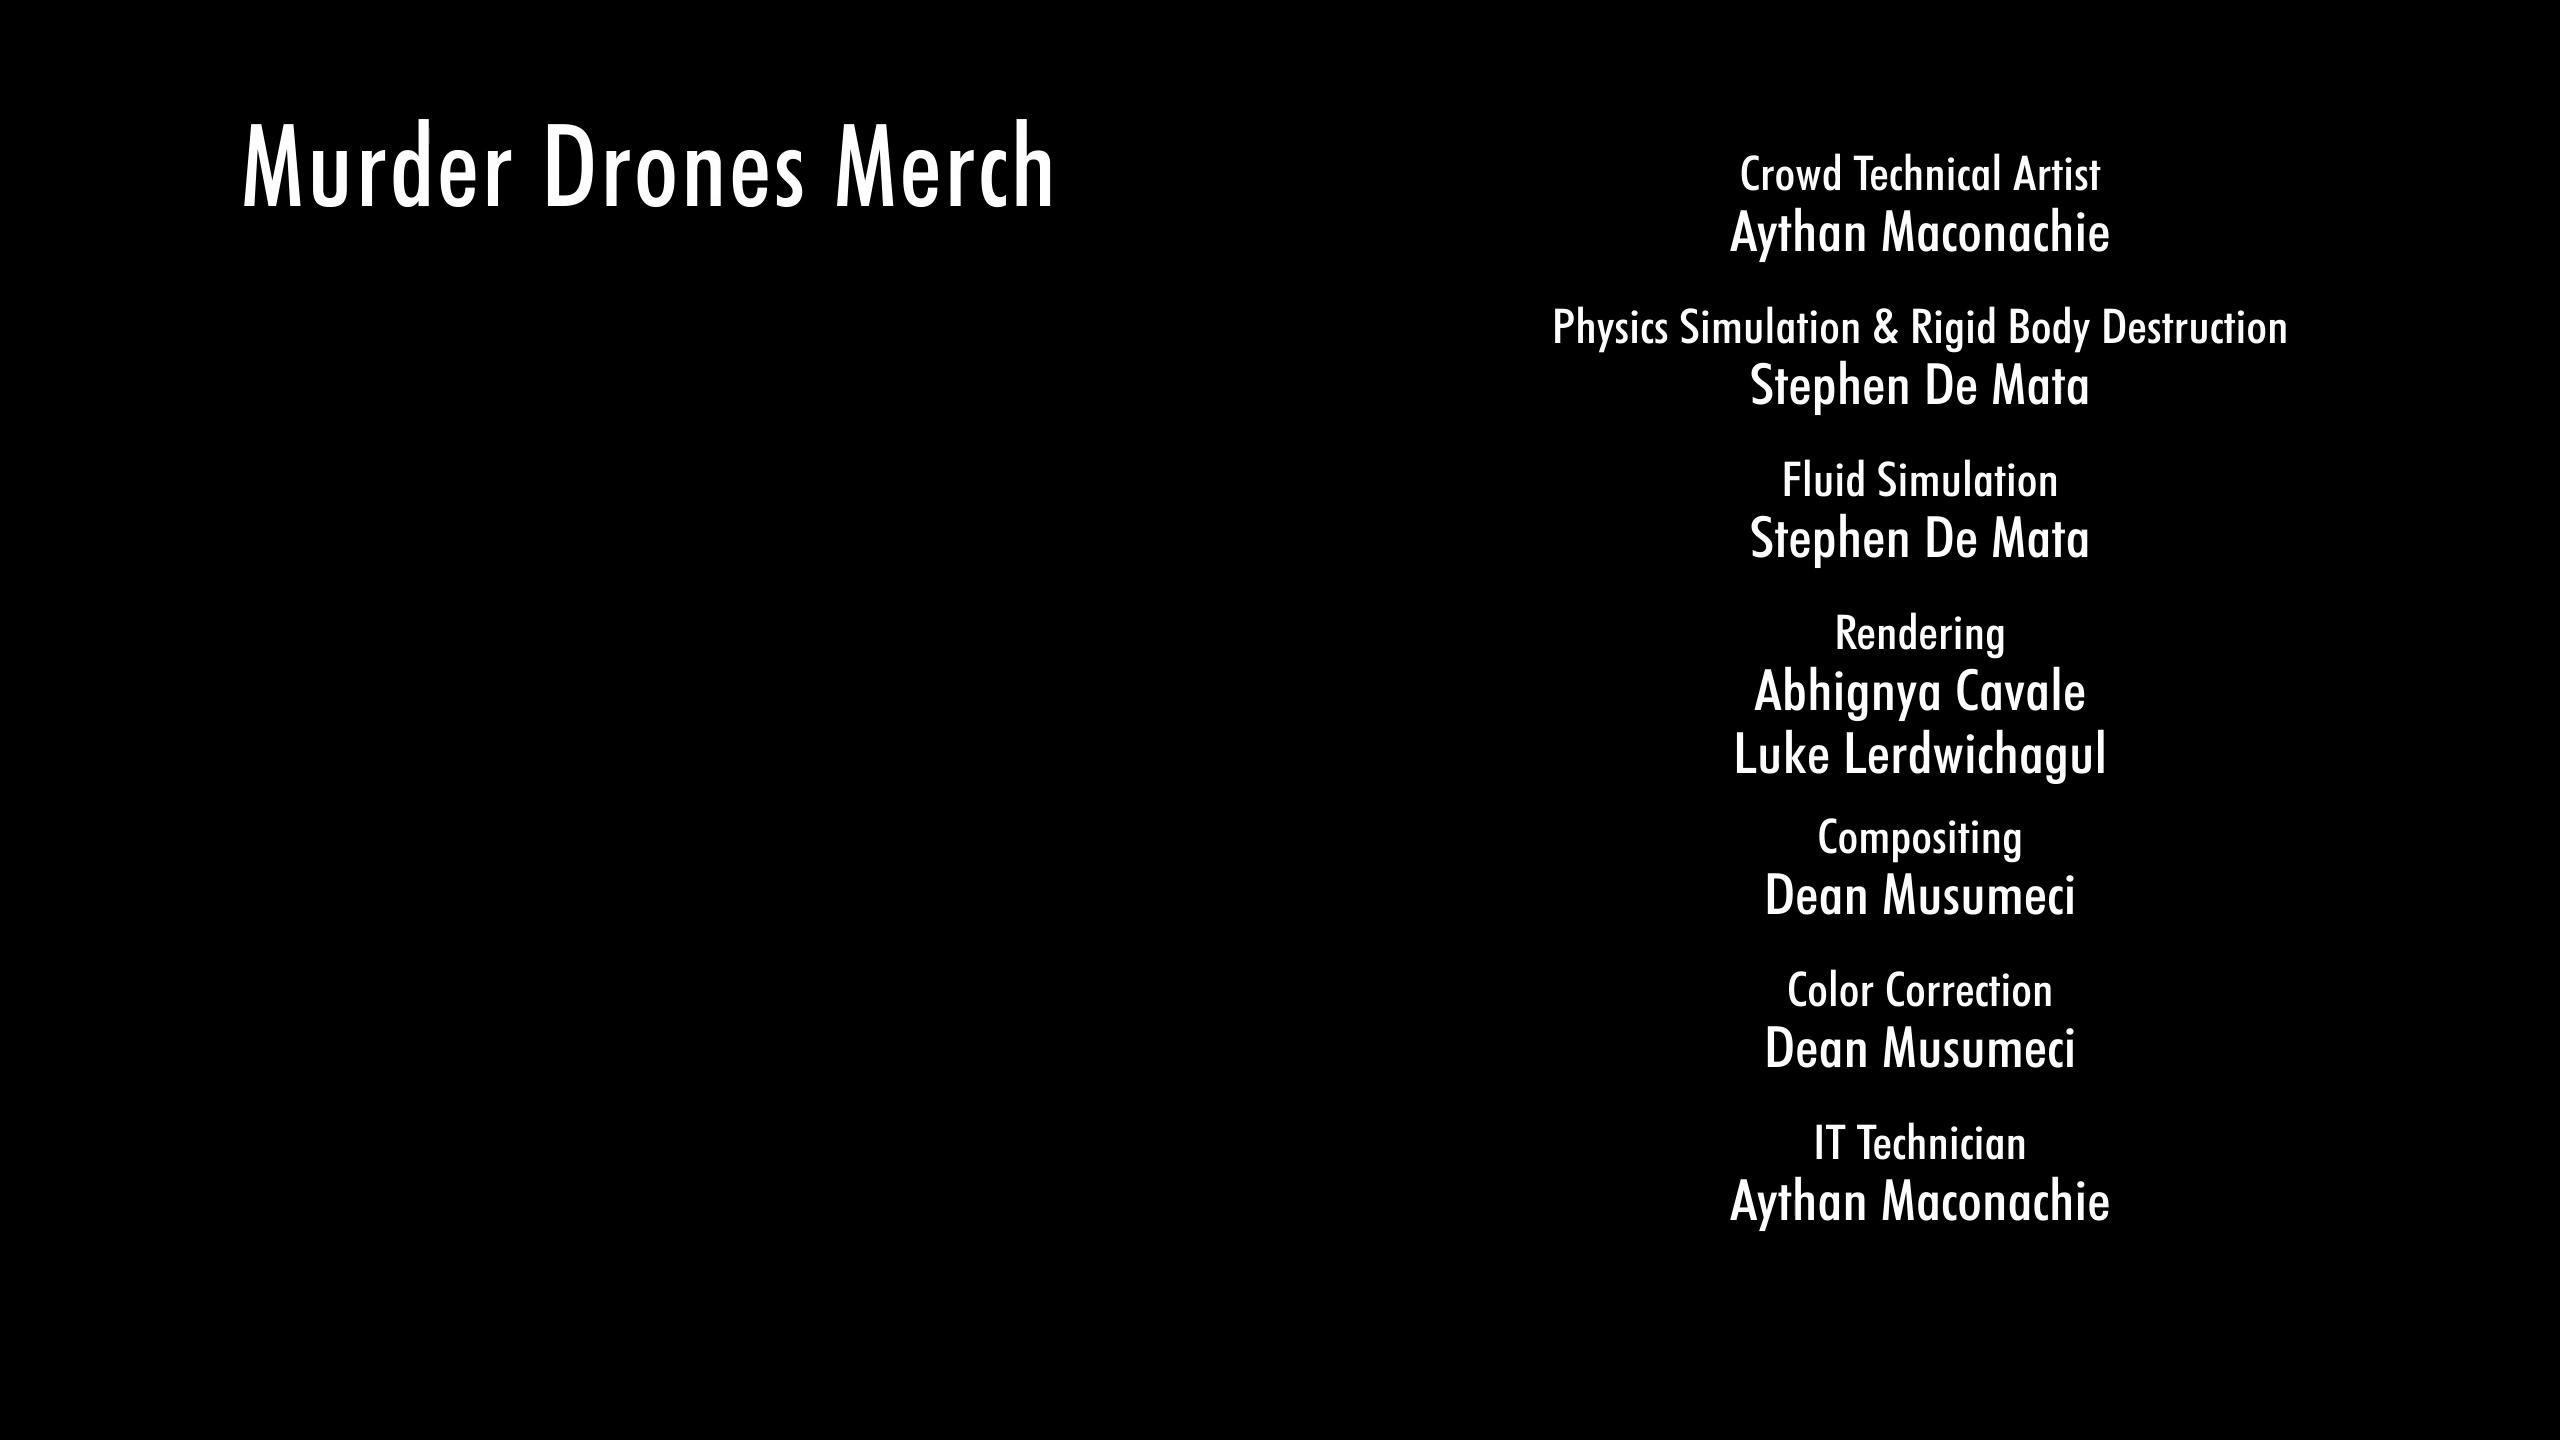 Murder Drones Merch
Crowd Technical Artist
Aythan Maconachie
Physics Simulation & Rigid Body Destruction
Stephen De Mata
Fluid Simulation
Stephen De Mata
Rendering
Abhignya Cavale
Luke Lerdwichagul
Compositing
Dean Musumeci
Color Correction
Dean Musumeci
IT Technician
Aythan Maconachie